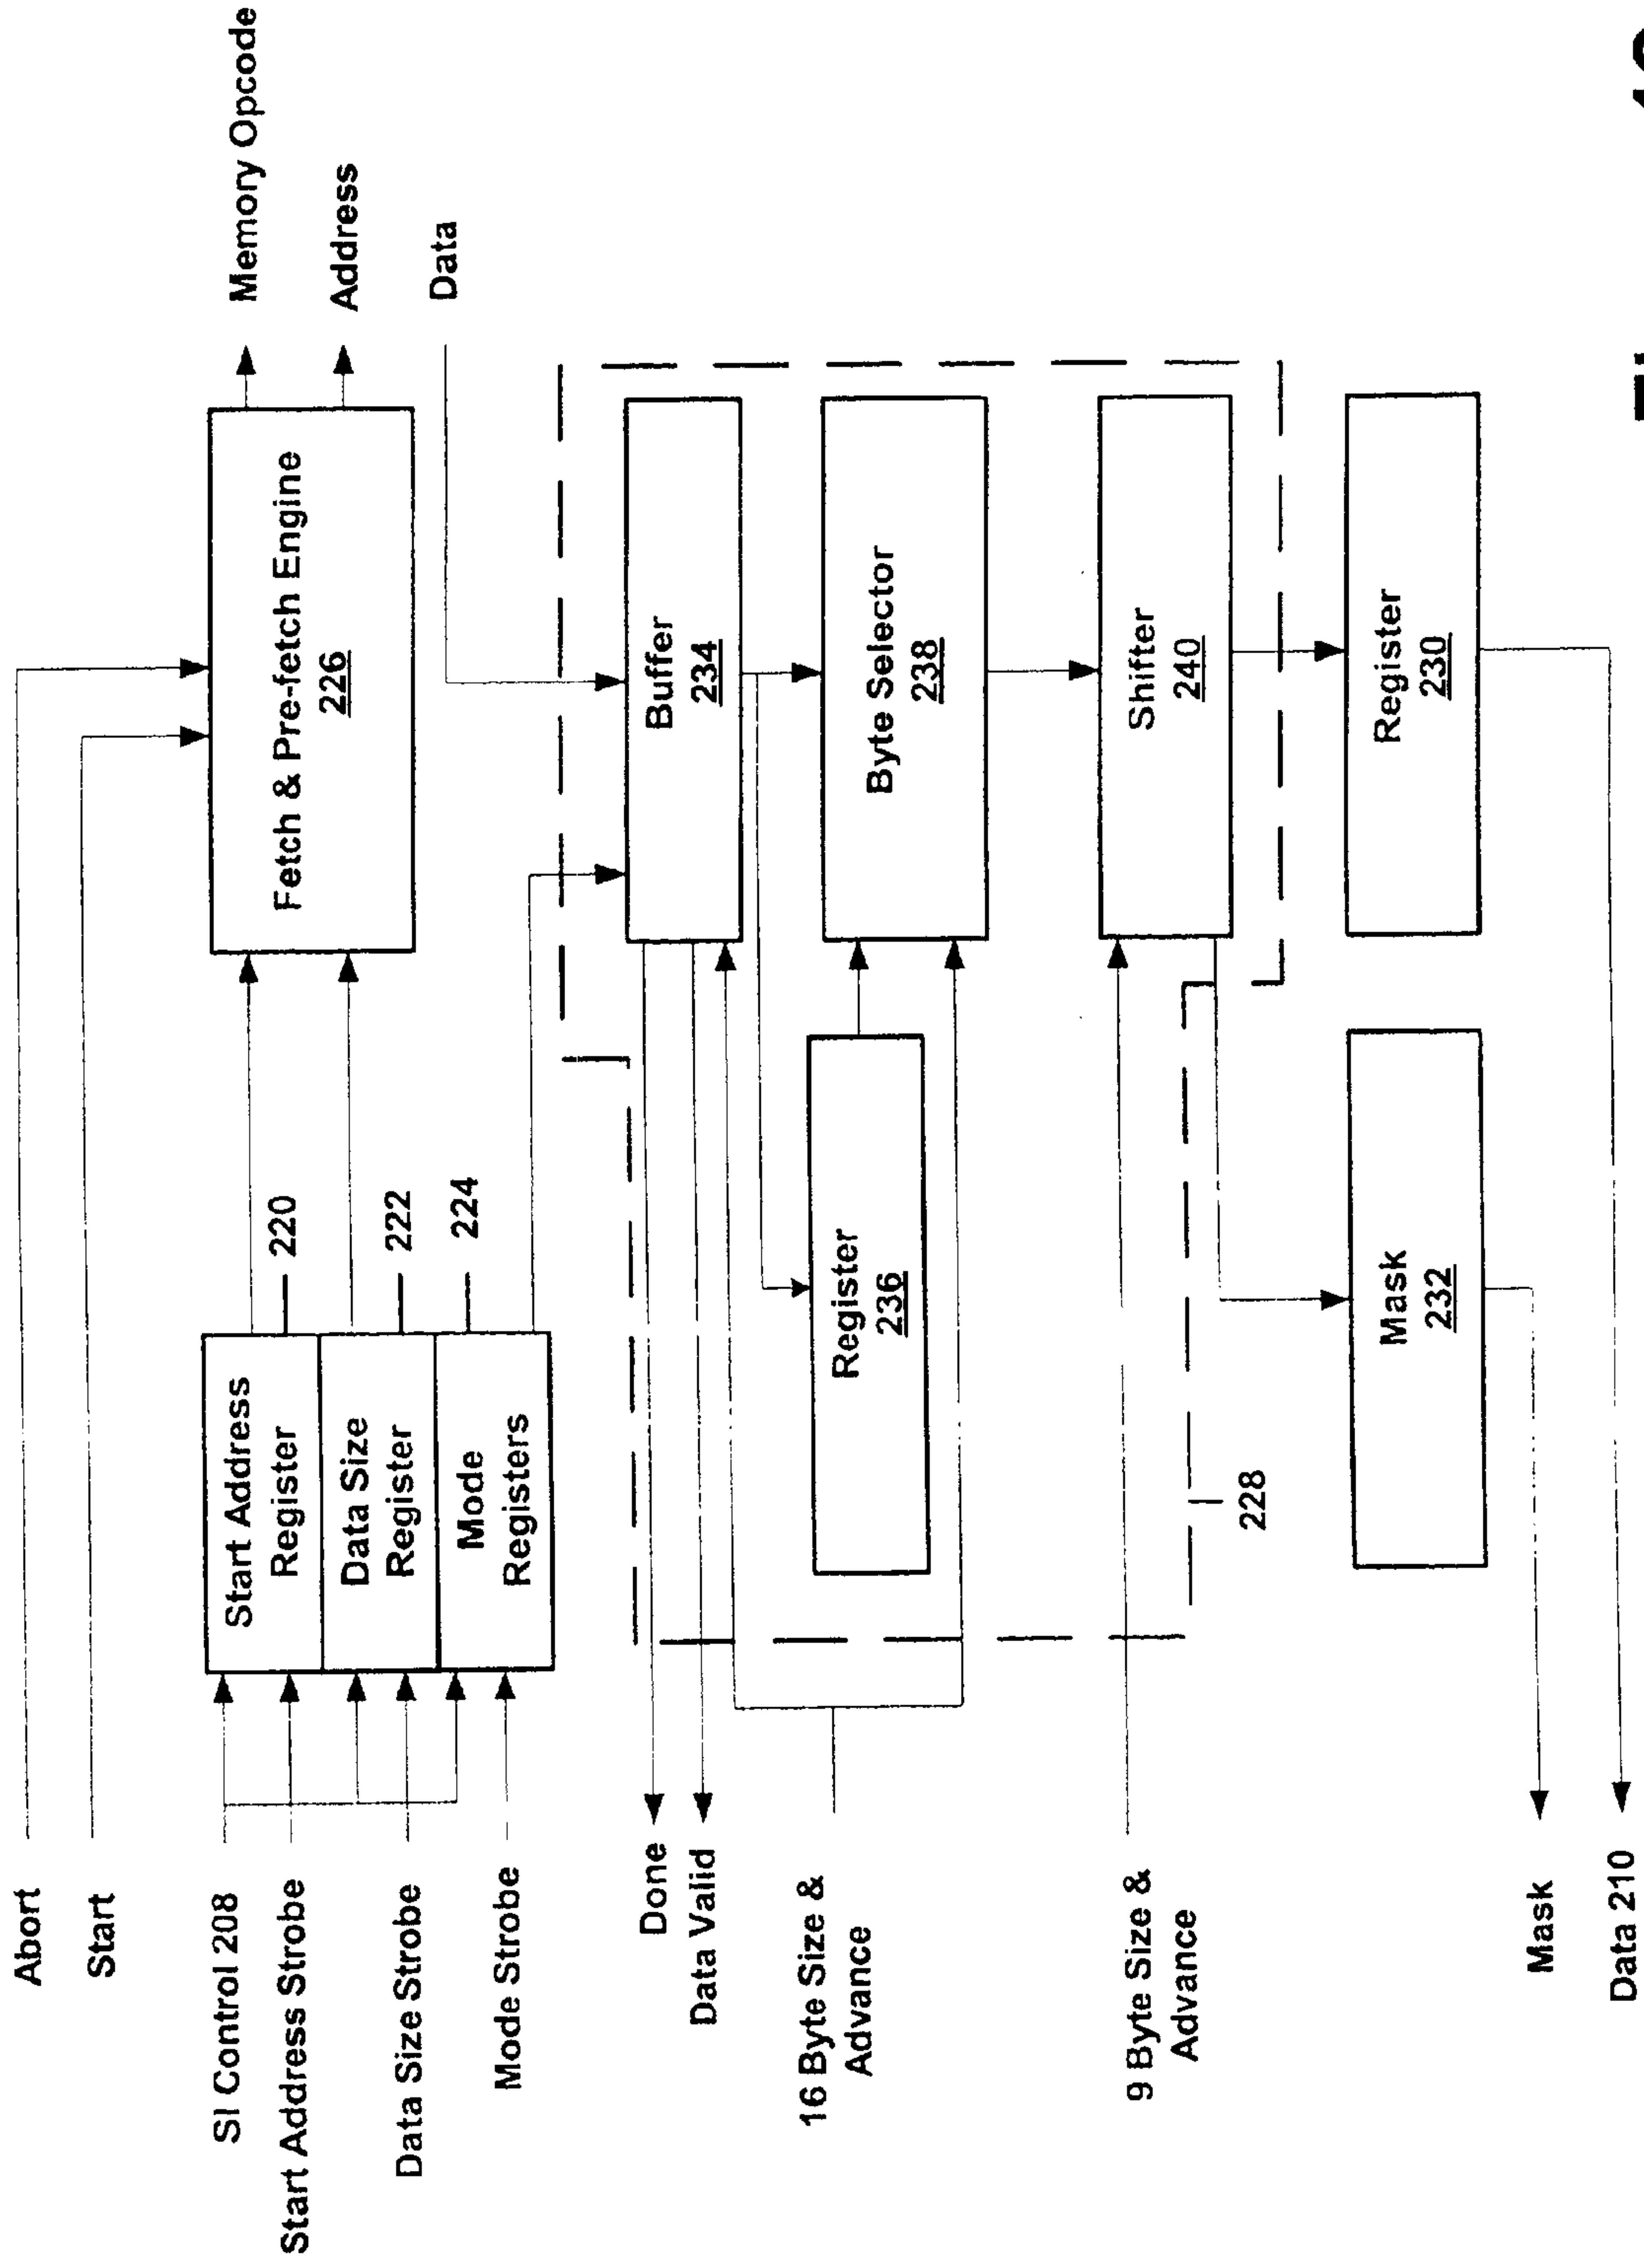 Abort
Start
SI Control 208
Start Address Strobe
Data Size Strobe
Mode Strobe
Start Address
Register
220
Data Size
Register
222
Mode
Registers
224
Fetch & Pre-fetch Engine
226
Memory Opcode
Address
Data
Done
Data Valid
16 Byte Size &
Advance
9 Byte Size &
Advance
Buffer
234
Register
236
Byte Selector
238
Shifter
240
228
Mask
232
Register
230
Mask
Data 210